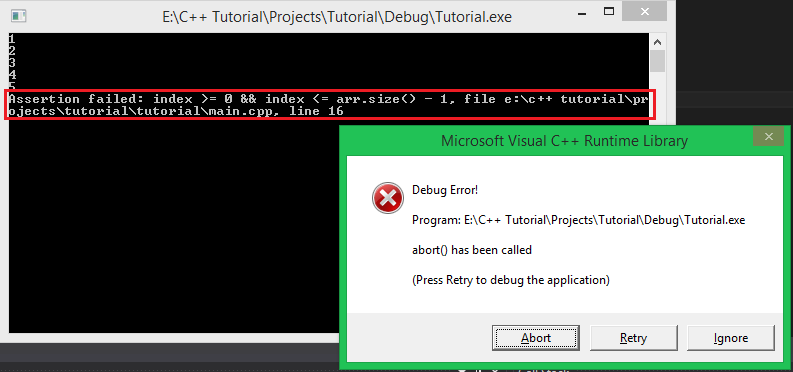 E:\C++ Tutorial\Projects\Tutorial\Debug\Tutorial.exe
1
2
3
4
5
Assertion failed: index >= 0 && index <= arr.size() - 1, file e:\c++ tutorial\pr
ojects\tutorial\tutorial\main.cpp, line 16
Microsoft Visual C++ Runtime Library
Debug Error!
Program: E:\C++ Tutorial\Projects\Tutorial\Debug\Tutorial.exe
abort() has been called
(Press Retry to debug the application)
Abort Retry Ignore